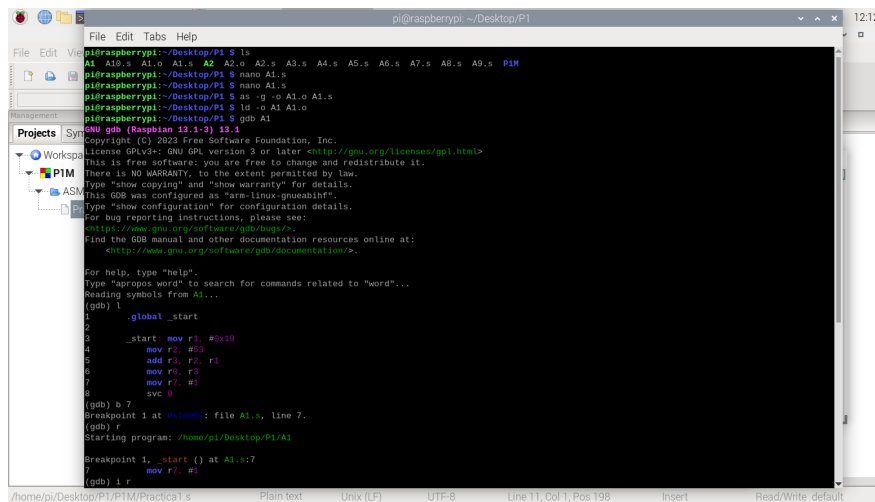 pi@raspberrypi: ~/Desktop/P1
12:12
File Edit Tabs Help
File Edit View
Management
Projects Sym
Workspa
P1M
ASM
pi@raspberrypi:~/Desktop/P1 $ ls
A1 A10.s A1.o A1.s A2 A2.o A2.s A3.s A4.s A5.s A6.s A7.s A8.s A9.s P1M
pi@raspberrypi:~/Desktop/P1 $ nano A1.s
pi@raspberrypi:~/Desktop/P1 $ nano A1.s
pi@raspberrypi:~/Desktop/P1 $ as -g -o A1.o A1.s
pi@raspberrypi:~/Desktop/P1 $ ld -o A1 A1.o
pi@raspberrypi:~/Desktop/P1 $ gdb A1
GNU gdb (Raspbian 13.1-3) 13.1
Copyright (C) 2023 Free Software Foundation, Inc.
License GPLv3+: GNU GPL version 3 or later <http://gnu.org/licenses/gpl.html>
This is free software: you are free to change and redistribute it.
There is NO WARRANTY, to the extent permitted by law.
Type "show copying" and "show warranty" for details.
This GDB was configured as "arm-linux-gnueabihf".
Type "show configuration" for configuration details.
For bug reporting instructions, please see:
<https://www.gnu.org/software/gdb/bugs/>.
Find the GDB manual and other documentation resources online at:
<http://www.gnu.org/software/gdb/documentation/>.
For help, type "help".
Type "apropos word" to search for commands related to "word"...
Reading symbols from A1...
(gdb) l
1 .global _start
2
3 _start: mov r1, #0x19
4 mov r2, #53
5 add r3, r2, r1
6 mov r0, r3
7 mov r7, #1
8 svc 0
(gdb) b 7
Breakpoint 1 at 0x10064: file A1.s, line 7.
(gdb) r
Starting program: /home/pi/Desktop/P1/A1
Breakpoint 1, _start () at A1.s:7
7 mov r7, #1
(gdb) i r
/home/pi/Desktop/P1/P1M/Practica1.s Plain text Unix (LF) UTF-8 Line 11, Col 1, Pos 198 Insert Read/Write default